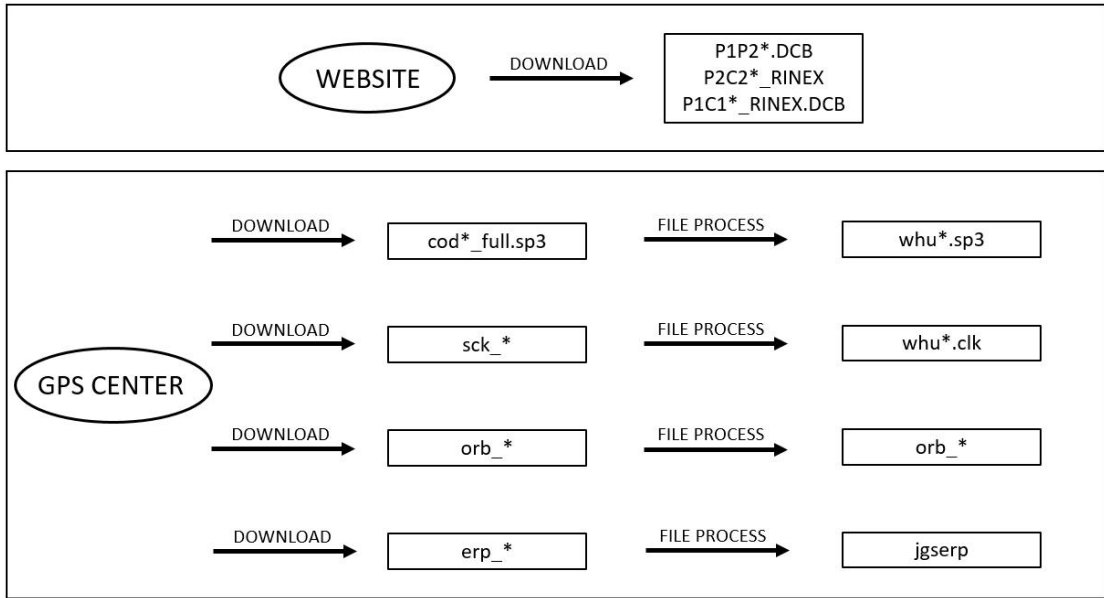 WEBSITE
DOWNLOAD
P1P2*.DCB
P2C2*_RINEX
P1C1*_RINEX.DCB
GPS CENTER
DOWNLOAD
cod*_full.sp3
FILE PROCESS
whu*.sp3
DOWNLOAD
sck_*
FILE PROCESS
whu*.clk
DOWNLOAD
orb_*
FILE PROCESS
orb_*
DOWNLOAD
erp_*
FILE PROCESS
jgserp